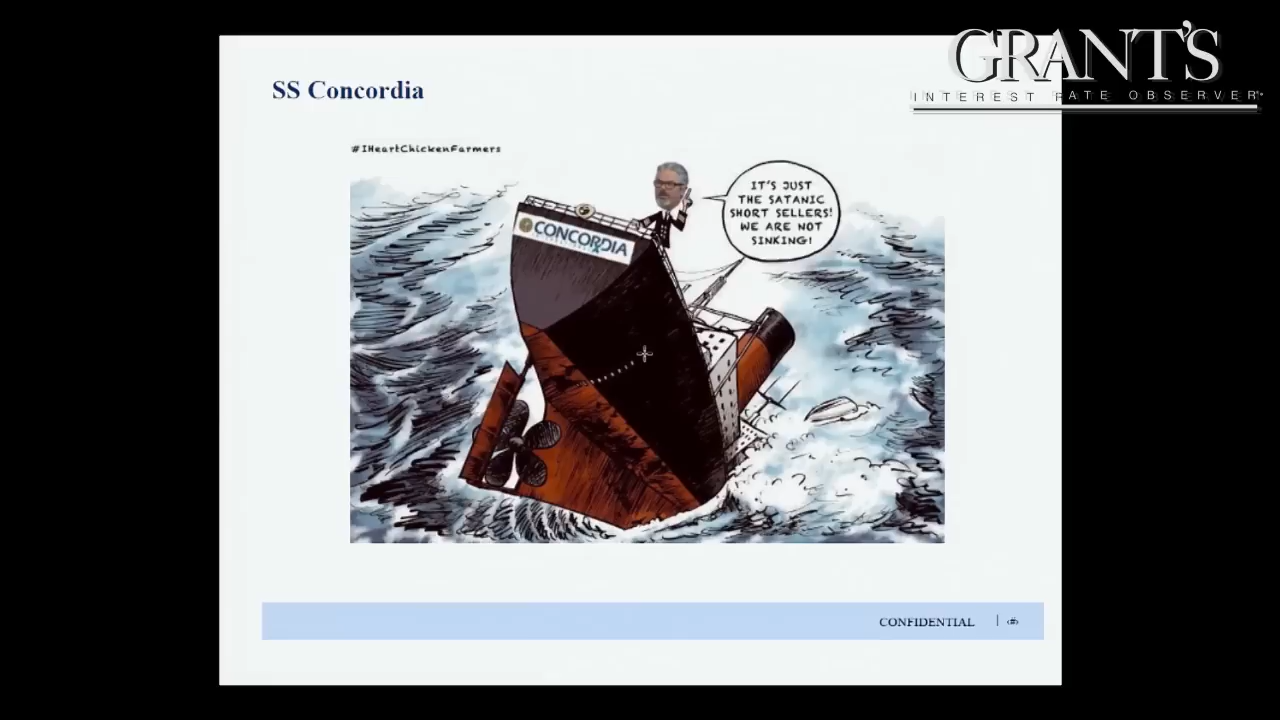 GRANT'S
INTEREST RATE OBSERVER®
SS Concordia
#IHeartChickenFarmers
IT'S JUST
THE SATANIC
SHORT SELLERS!
WE ARE NOT
SINKING!
CONCORDIA
CONFIDENTIAL | ‹#›